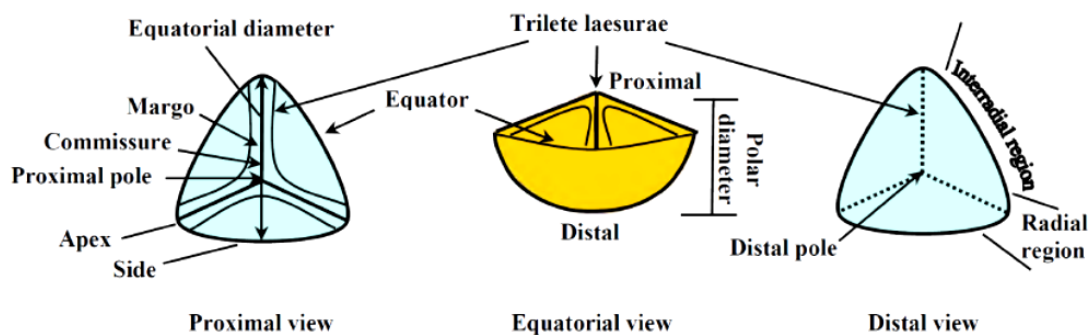 Equatorial diameter
Trilete laesurae
Proximal
Margo
Equator
Commissure
Proximal pole
Polar
diameter
Interradial region
Apex
Side
Distal
Distal pole
Radial
region
Proximal view
Equatorial view
Distal view